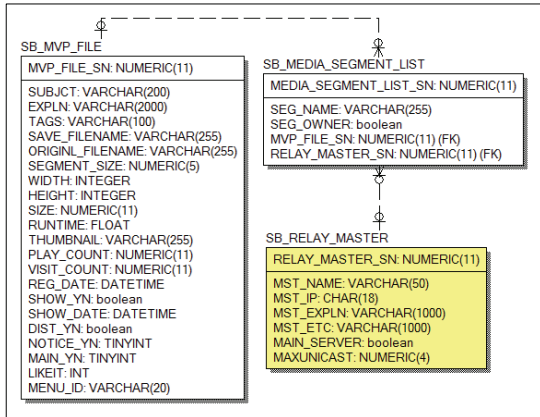 SB_MVP_FILE
MVP_FILE_SN: NUMERIC(11)
SUBJCT: VARCHAR(200)
EXPLN: VARCHAR(2000)
TAGS: VARCHAR(100)
SAVE_FILENAME: VARCHAR(255)
ORIGINL_FILENAME: VARCHAR(255)
SEGMENT_SIZE: NUMERIC(5)
WIDTH: INTEGER
HEIGHT: INTEGER
SIZE: NUMERIC(11)
RUNTIME: FLOAT
THUMBNAIL: VARCHAR(255)
PLAY_COUNT: NUMERIC(11)
VISIT_COUNT: NUMERIC(11)
REG_DATE: DATETIME
SHOW_YN: boolean
SHOW_DATE: DATETIME
DIST_YN: boolean
NOTICE_YN: TINYINT
MAIN_YN: TINYINT
LIKEIT: INT
MENU_ID: VARCHAR(20)
SB_MEDIA_SEGMENT_LIST
MEDIA_SEGMENT_LIST_SN: NUMERIC(11)
SEG_NAME: VARCHAR(255)
SEG_OWNER: boolean
MVP_FILE_SN: NUMERIC(11) (FK)
RELAY_MASTER_SN: NUMERIC(11) (FK)
SB_RELAY_MASTER
RELAY_MASTER_SN: NUMERIC(11)
MST_NAME: VARCHAR(50)
MST_IP: CHAR(18)
MST_EXPLN: VARCHAR(1000)
MST_ETC: VARCHAR(1000)
MAIN_SERVER: boolean
MAXUNICAST: NUMERIC(4)